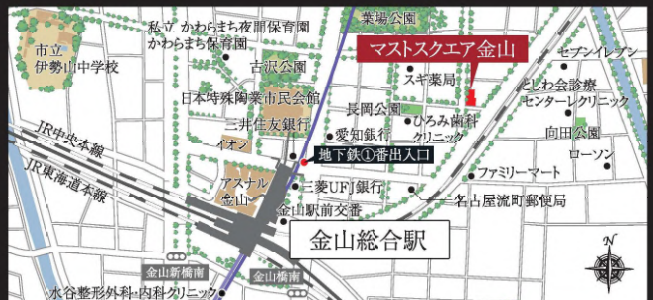 葉場公園
私立 かわらまち夜間保育園
かわらまち保育園
市立
伊勢山中学校
古沢公園
マストスクエア金山
セブンイレブン
スギ薬局
としわ会診療
センターレクリニック
日本特殊陶業市民会館
長岡公園
ひろみ歯科
クリニック
三井住友銀行
愛知銀行
向田公園
イオン
地下鉄①番出入口
ローソン
JR中央本線
JR東海道本線
アスナル
金山
三菱UFJ銀行
ファミリーマート
金山駅前交番
名古屋流町郵便局
金山総合駅
金山新橋南
金山橋南
水谷整形外科・内科クリニック
N